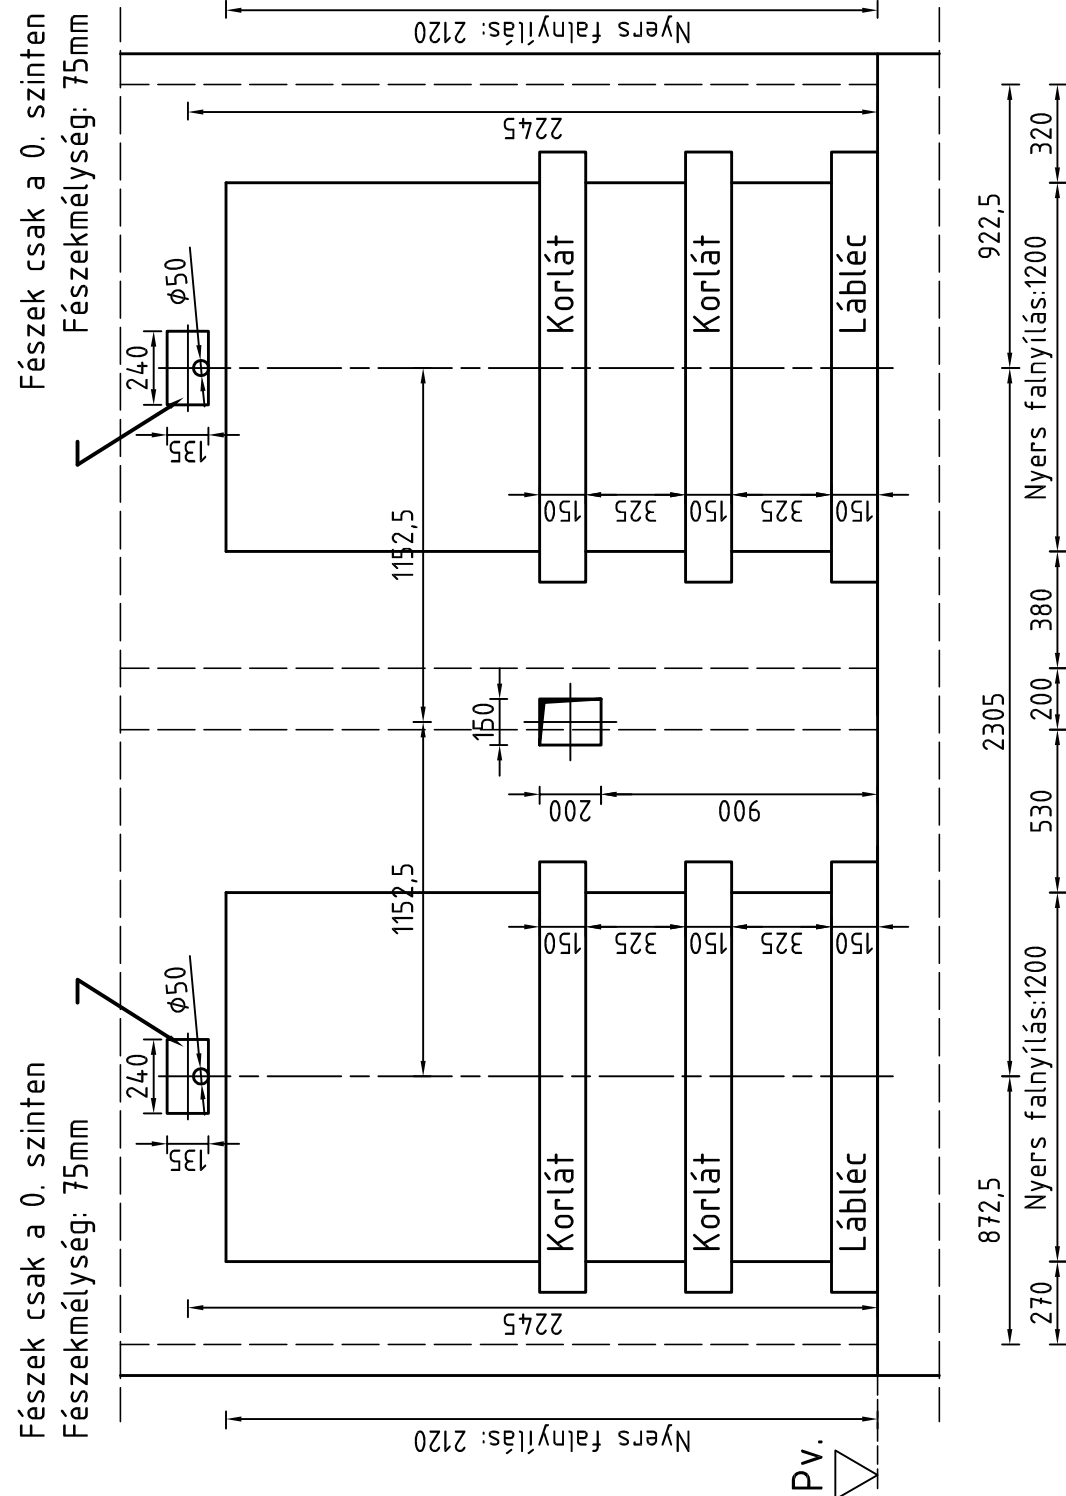 Fészek csak a 0. szinten
Fészekmélység: 75mm
Fészek csak a 0. szinten
Fészekmélység: 75mm
240
ϕ50
135
240
ϕ50
135
Nyers falnyílás: 2120
2245
1152,5
1152,5
2245
Nyers falnyílás: 2120
150
200
900
Korlát
150
Korlát
150
325
325
Korlát
150
Korlát
150
325
325
Lábléc
150
Lábléc
150
Pv.
872,5
2305
922,5
270
Nyers falnyílás:1200
530
200
380
Nyers falnyílás:1200
320